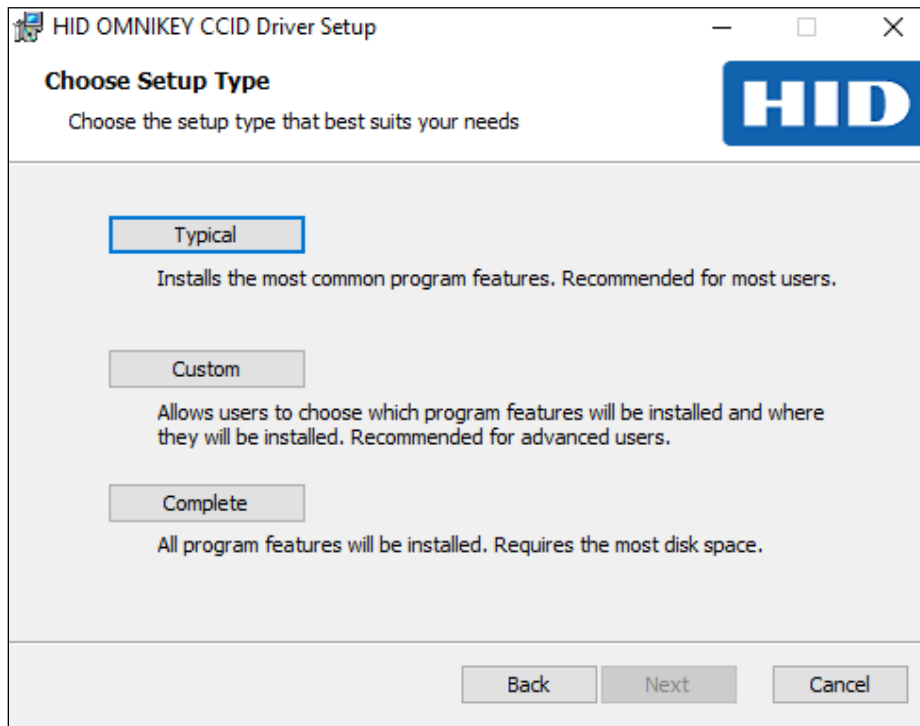 HID OMNIKEY CCID Driver Setup
Choose Setup Type
Choose the setup type that best suits your needs
HID
Typical
Installs the most common program features. Recommended for most users.
Custom
Allows users to choose which program features will be installed and where
they will be installed. Recommended for advanced users.
Complete
All program features will be installed. Requires the most disk space.
Back
Next
Cancel